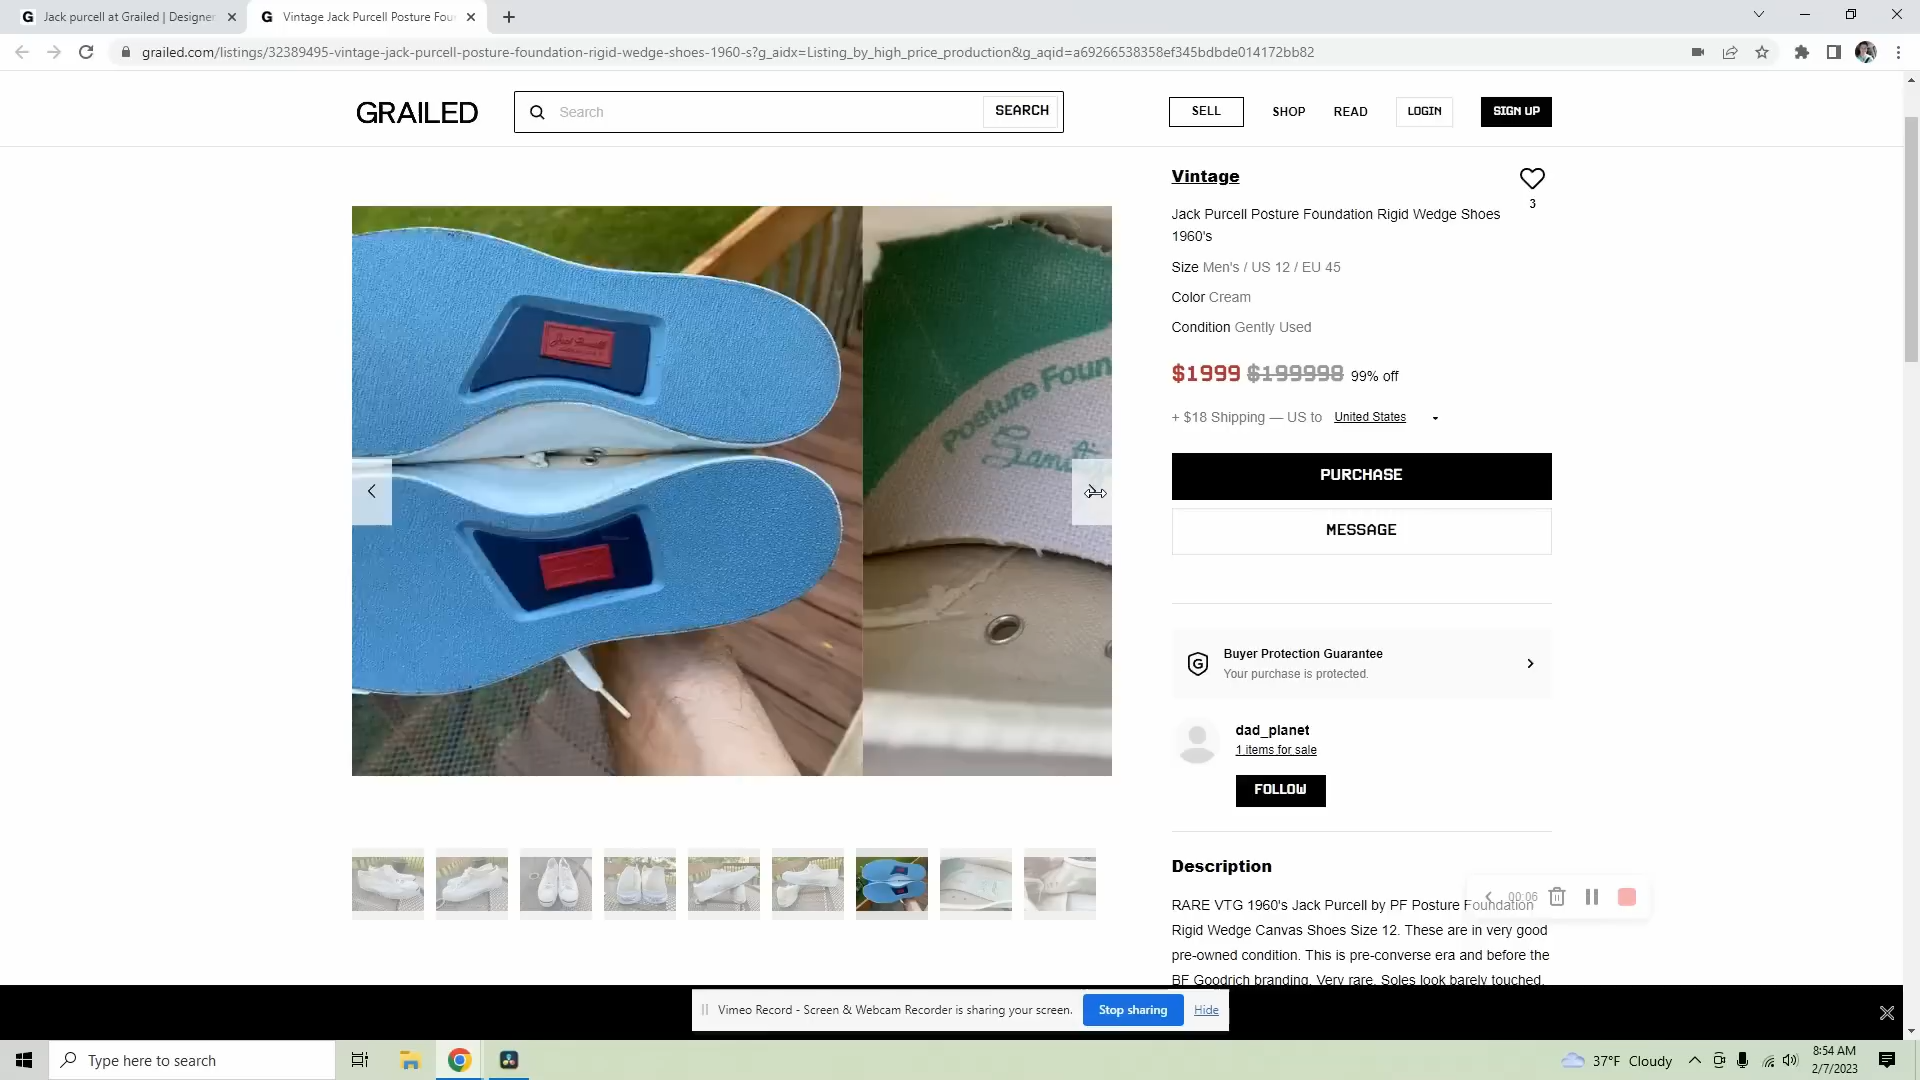 Jack purcell at Grailed | Designer
Vintage Jack Purcell Posture Fou
grailed.com/listings/32389495-vintage-jack-purcell-posture-foundation-rigid-wedge-shoes-1960-s?g_aidx=Listing_by_high_price_production&g_aqid=a69266538358ef345bdbde014172bb82
GRAILED
Search
SEARCH
SELL
SHOP
READ
LOGIN
SIGN UP
Vintage
3
Jack Purcell Posture Foundation Rigid Wedge Shoes
1960's
Size Men's / US 12 / EU 45
Color Cream
Condition Gently Used
$1999 $199998 99% off
+ $18 Shipping — US to United States
PURCHASE
MESSAGE
Jack Purcell
Posture Foun
Buyer Protection Guarantee
Your purchase is protected.
dad_planet
1 items for sale
FOLLOW
Description
RARE VTG 1960's Jack Purcell by PF Posture Foundation
Rigid Wedge Canvas Shoes Size 12. These are in very good
pre-owned condition. This is pre-converse era and before the
BF Goodrich branding. Very rare. Soles look barely touched.
00:06
Vimeo Record - Screen & Webcam Recorder is sharing your screen.
Stop sharing
Hide
Type here to search
37°F Cloudy
8:54 AM
2/7/2023